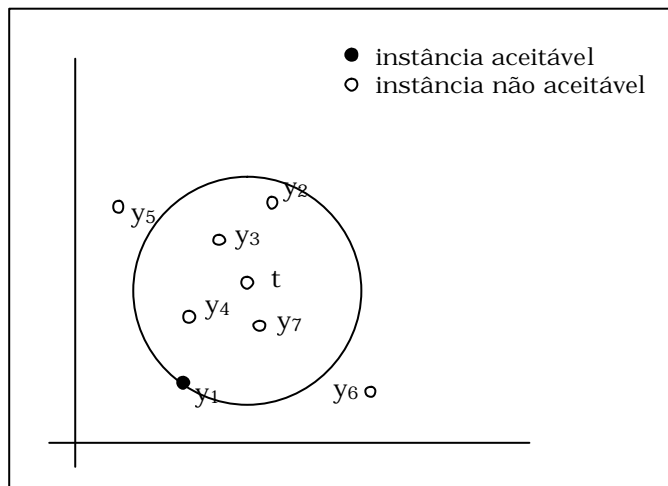 instância aceitável
instância não aceitável
y2
y5
y3
t
y4
y7
y1
y6